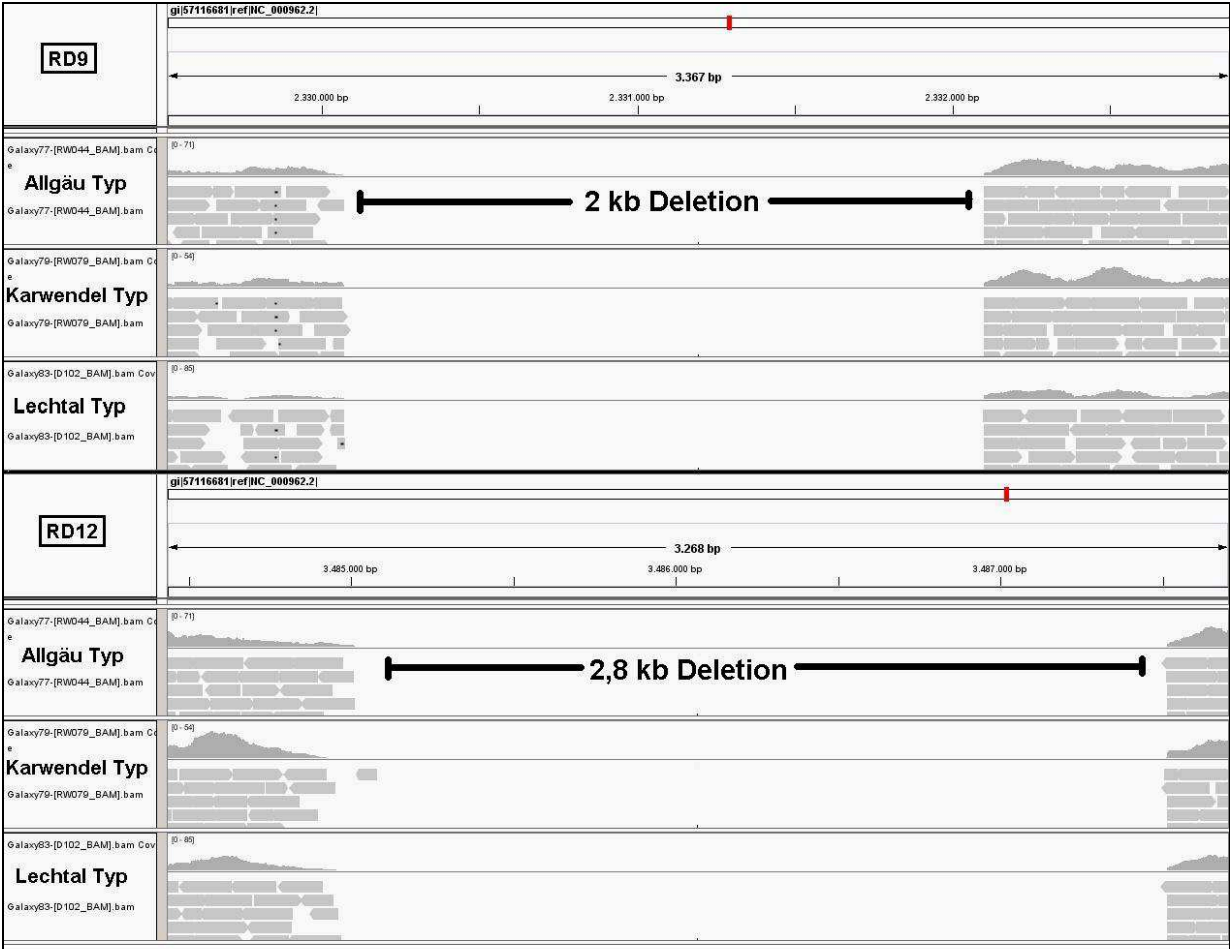 gi|57116681|ref|NC_000962.2|
RD9
3.367 bp
2.330.000 bp 2.331.000 bp 2.332.000 bp
Galaxy77-[RW044_BAM].bam Co
e
[0 - 71]
Allgäu Typ
2 kb Deletion
Galaxy77-[RW044_BAM].bam
Galaxy79-[RW079_BAM].bam Co
e
[0 - 54]
Karwendel Typ
Galaxy79-[RW079_BAM].bam
Galaxy83-[D102_BAM].bam Cov
[0 - 85]
Lechtal Typ
Galaxy83-[D102_BAM].bam
gi|57116681|ref|NC_000962.2|
RD12
3.268 bp
3.485.000 bp 3.486.000 bp 3.487.000 bp
Galaxy77-[RW044_BAM].bam Co
e
[0 - 71]
Allgäu Typ
2,8 kb Deletion
Galaxy77-[RW044_BAM].bam
Galaxy79-[RW079_BAM].bam Co
e
[0 - 54]
Karwendel Typ
Galaxy79-[RW079_BAM].bam
Galaxy83-[D102_BAM].bam Cov
[0 - 85]
Lechtal Typ
Galaxy83-[D102_BAM].bam